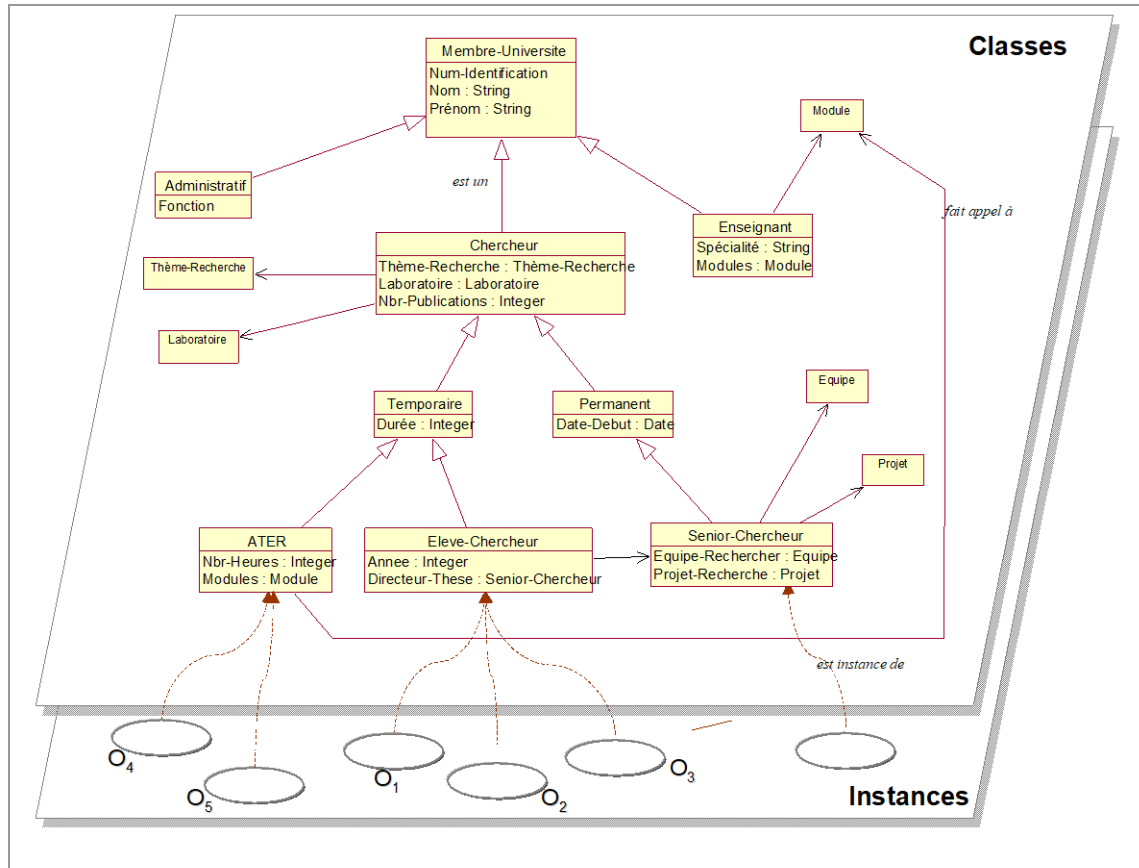 Classes
Membre-Universite
Num-Identification
Nom : String
Prénom : String
Module
est un
Administratif
Fonction
fait appel à
Enseignant
Spécialité : String
Modules : Module
Chercheur
Thème-Recherche : Thème-Recherche
Laboratoire : Laboratoire
Nbr-Publications : Integer
Thème-Recherche
Laboratoire
Temporaire
Durée : Integer
Permanent
Date-Debut : Date
Equipe
Projet
ATER
Nbr-Heures : Integer
Modules : Module
Eleve-Chercheur
Annee : Integer
Directeur-These : Senior-Chercheur
Senior-Chercheur
Equipe-Rechercher : Equipe
Projet-Recherche : Projet
est instance de
O4
O5
O1
O2
O3
Instances